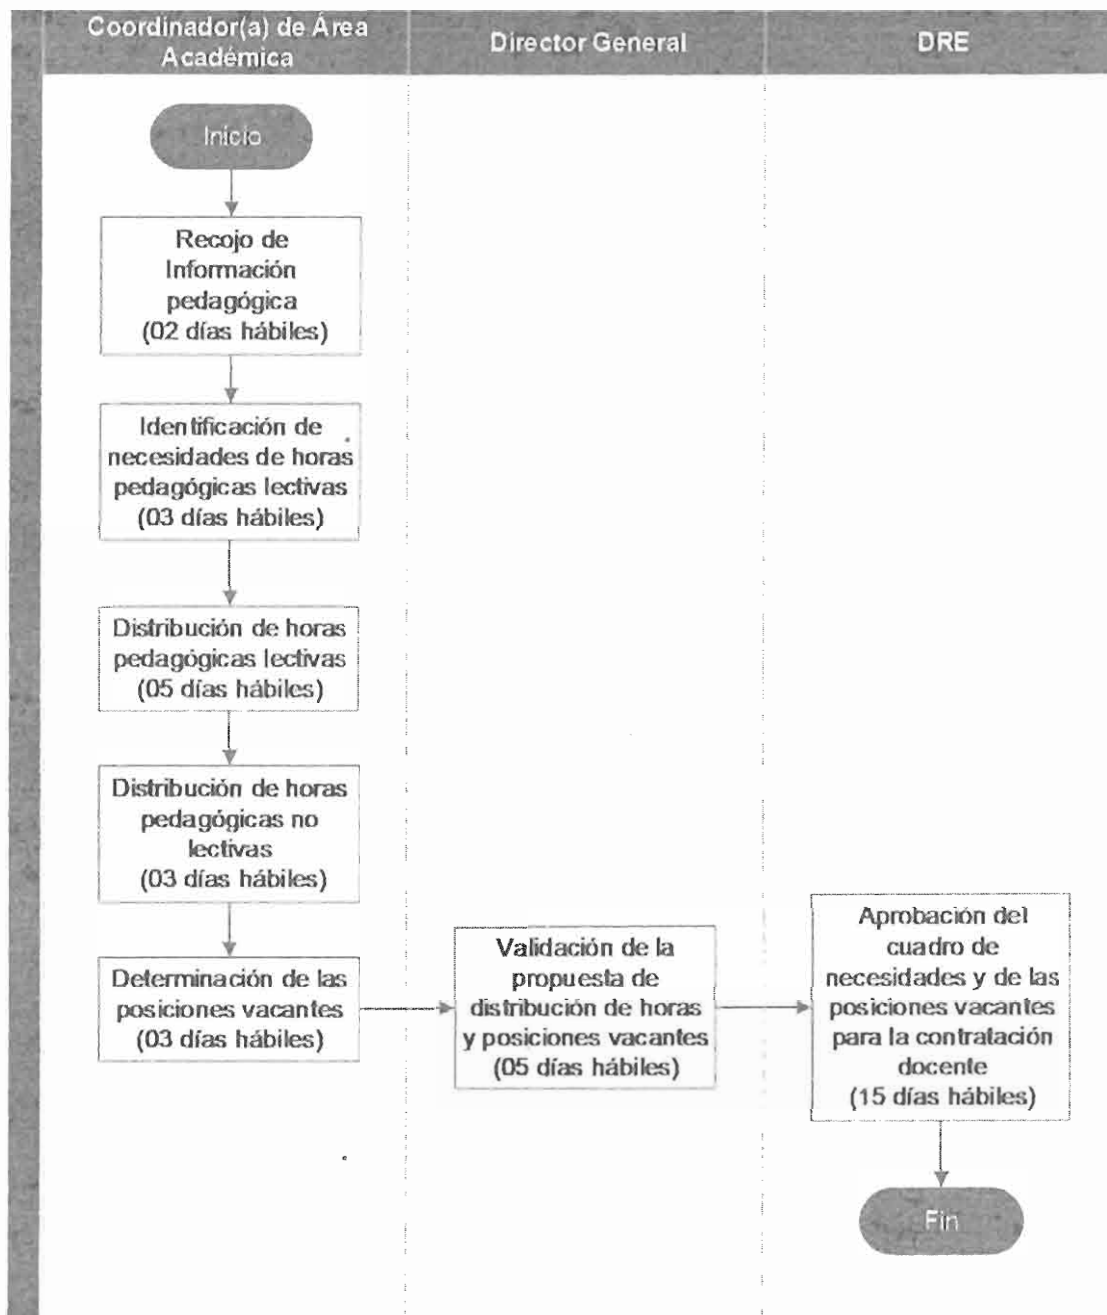 Coordinador(a) de Área
Académica
Director General
DRE
Inicio
Recojo de
Información
pedagógica
(02 días hábiles)
Identificación de
necesidades de horas
pedagógicas lectivas
(03 días hábiles)
Distribución de horas
pedagógicas lectivas
(05 días hábiles)
Distribución de horas
pedagógicas no
lectivas
(03 días hábiles)
Determinación de las
posiciones vacantes
(03 días hábiles)
Validación de la
propuesta de
distribución de horas
y posiciones vacantes
(05 días hábiles)
Aprobación del
cuadro de
necesidades y de las
posiciones vacantes
para la contratación
docente
(15 días hábiles)
Fin